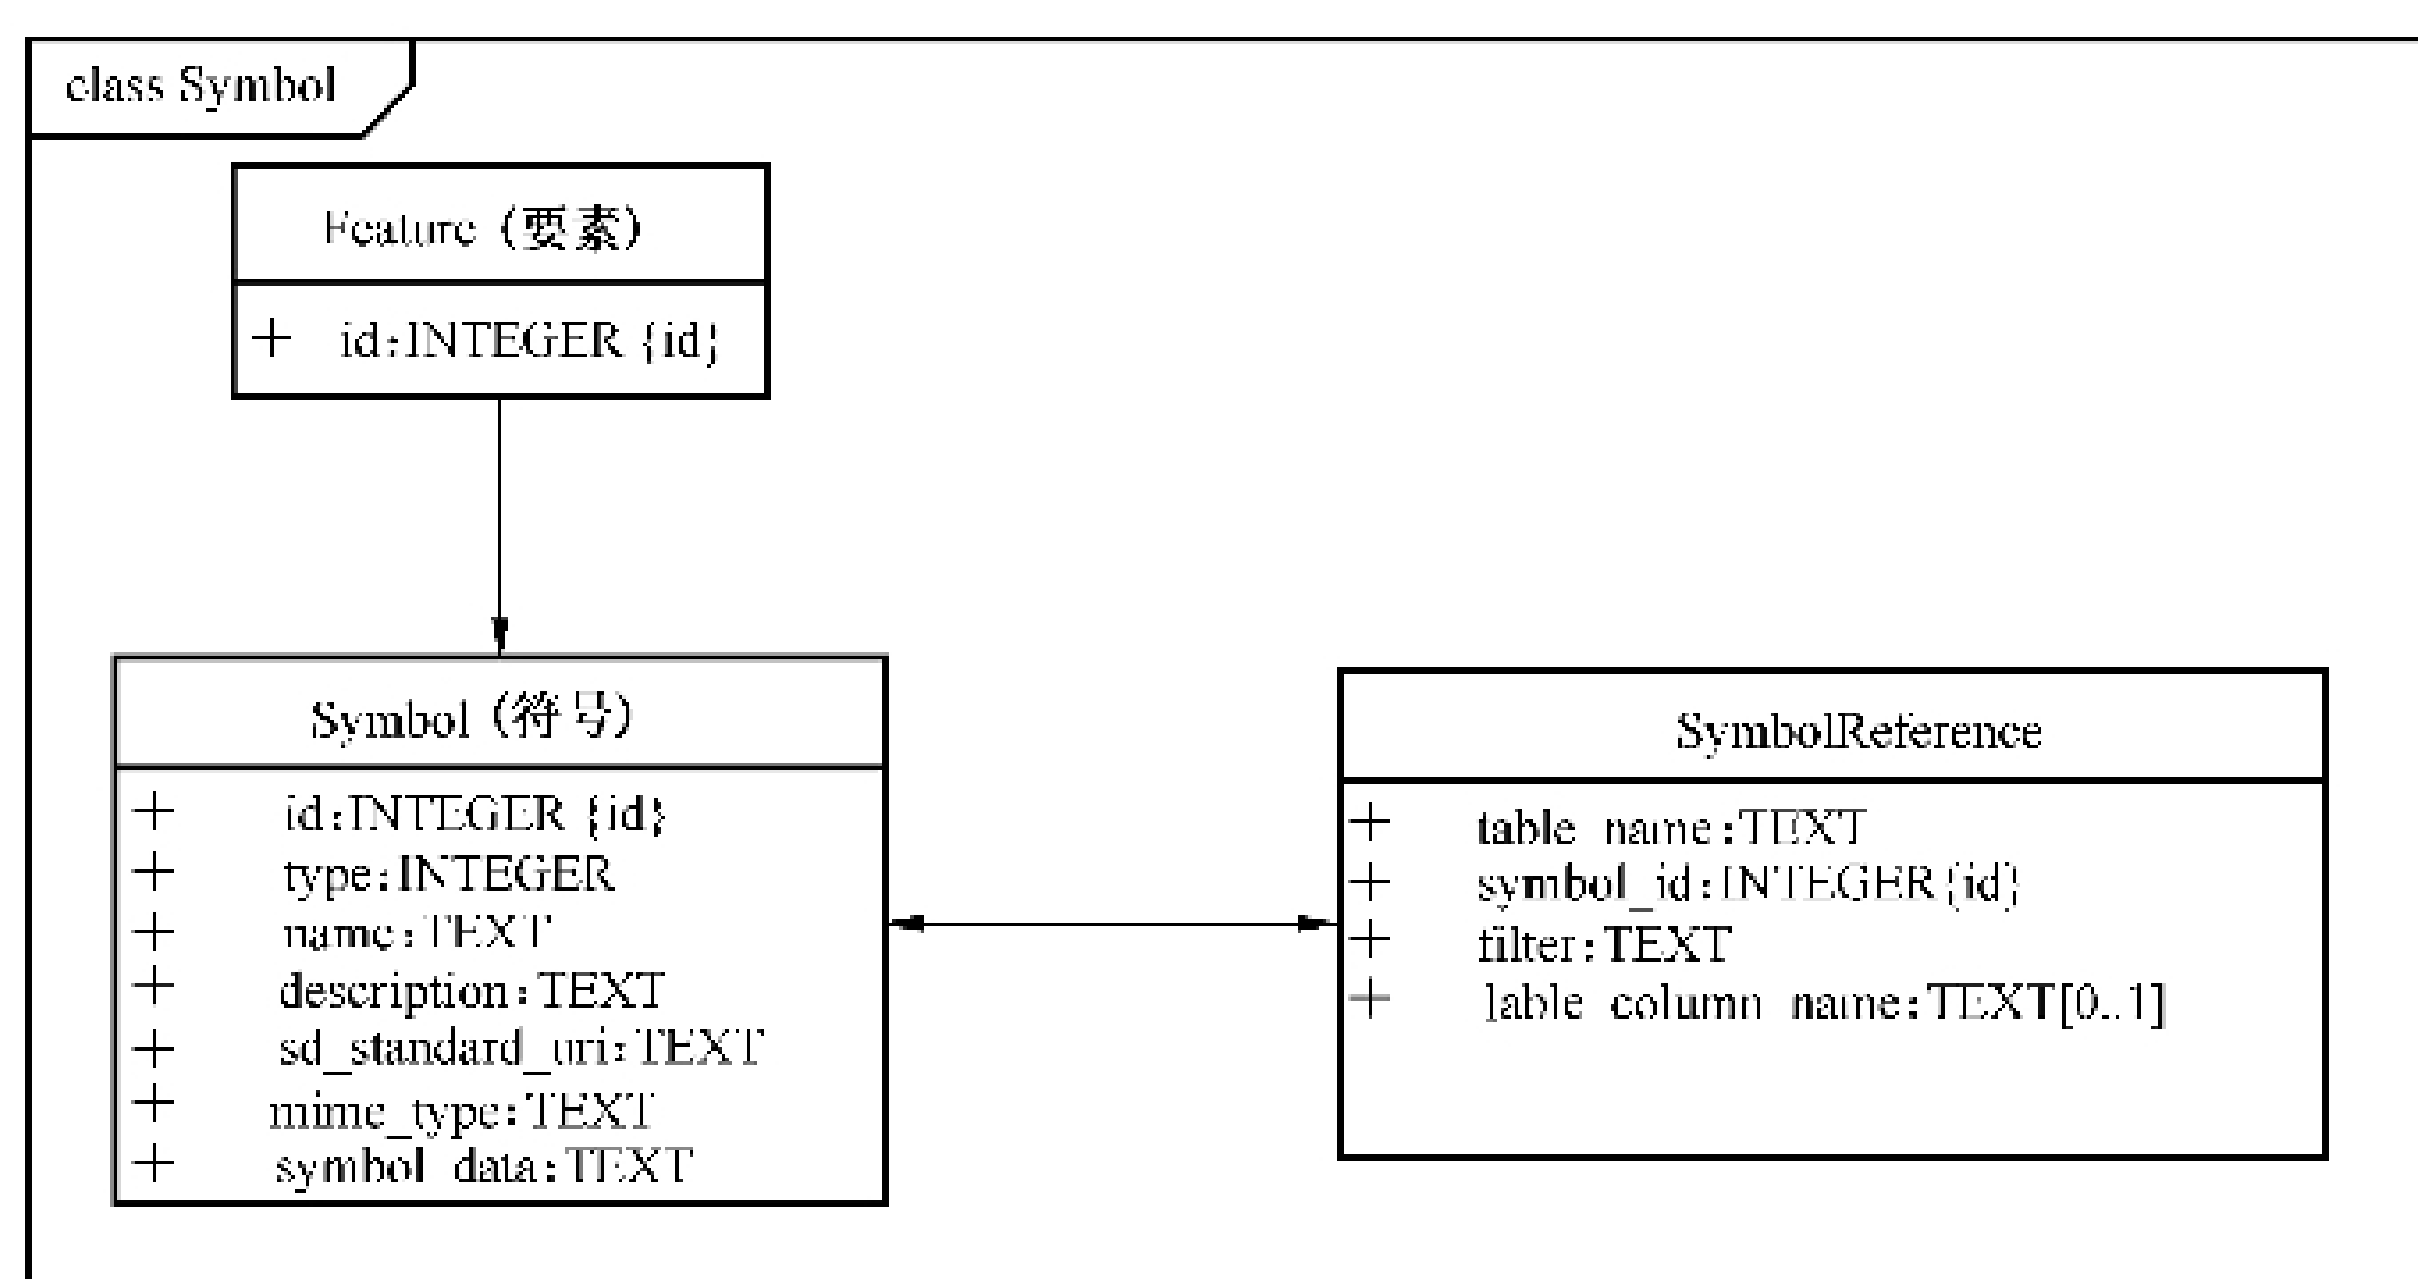 class Symbol
Feature (要素)
+ id:INTEGER {id}
Symbol (符号)
+ id:INTEGER {id}
+ type:INTEGER
+ name:TEXT
+ description:TEXT
+ sd_standard_uri:TEXT
+ mime_type:TEXT
+ symbol_data:TEXT
SymbolReference
+ table_name:TEXT
+ symbol_id:INTEGER{id}
+ filter:TEXT
+ lable_column_name:TEXT[0..1]